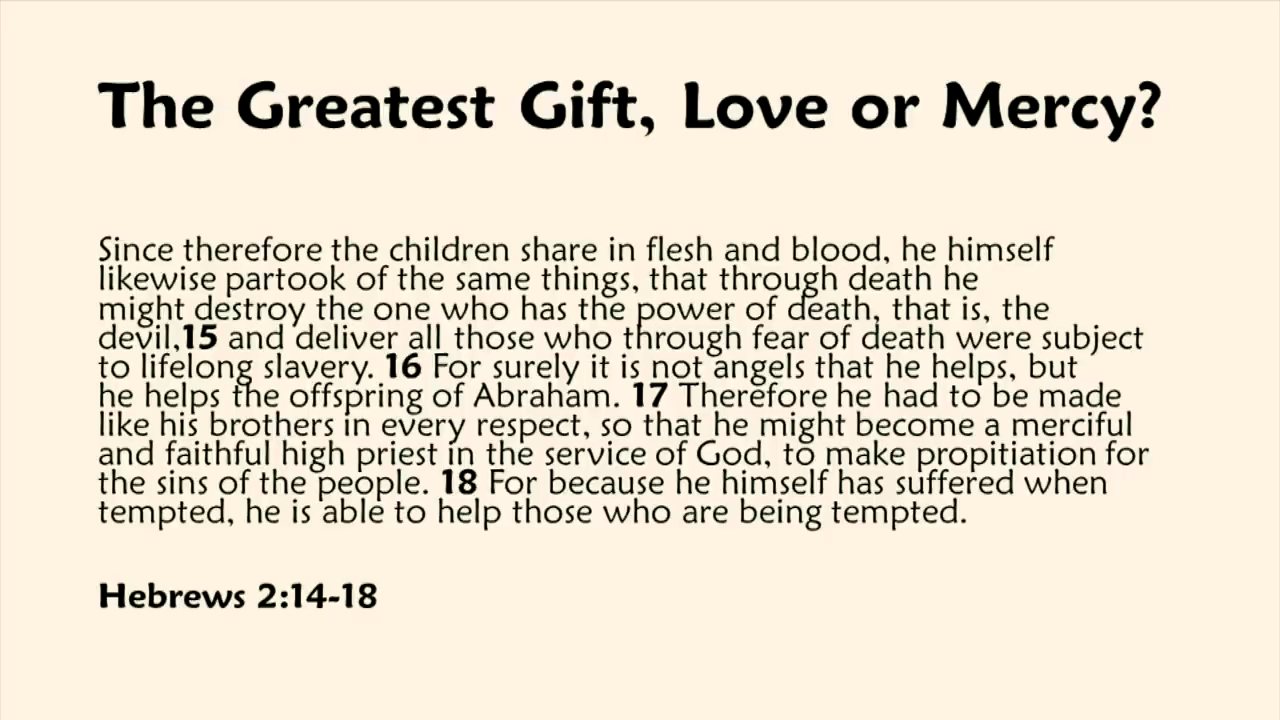 The Greatest Gift, Love or Mercy?
Since therefore the children share in flesh and blood, he himself
likewise partook of the same things, that through death he
might destroy the one who has the power of death, that is, the
devil,15 and deliver all those who through fear of death were subject
to lifelong slavery. 16 For surely it is not angels that he helps, but
he helps the offspring of Abraham. 17 Therefore he had to be made
like his brothers in every respect, so that he might become a merciful
and faithful high priest in the service of God, to make propitiation for
the sins of the people. 18 For because he himself has suffered when
tempted, he is able to help those who are being tempted.
Hebrews 2:14-18